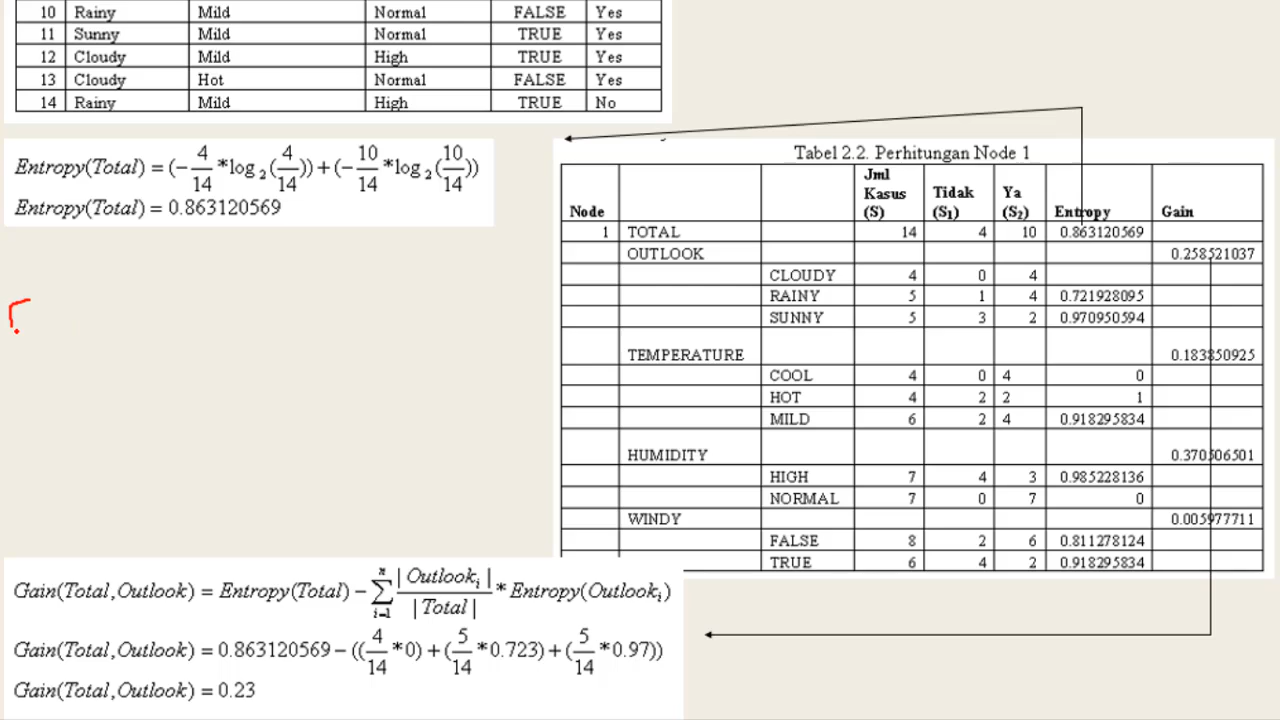 10 Rainy Mild Normal FALSE Yes
11 Sunny Mild Normal TRUE Yes
12 Cloudy Mild High TRUE Yes
13 Cloudy Hot Normal FALSE Yes
14 Rainy Mild High TRUE No
Entropy(Total) = (-4/14 * log₂(4/14)) + (-10/14 * log₂(10/14))
Entropy(Total) = 0.863120569
Tabel 2.2. Perhitungan Node 1
Node Jml Kasus (S) Tidak (S₁) Ya (S₂) Entropy Gain
1 TOTAL 14 4 10 0.863120569
OUTLOOK 0.258521037
CLOUDY 4 0 4
RAINY 5 1 4 0.721928095
SUNNY 5 3 2 0.970950594
TEMPERATURE 0.183850925
COOL 4 0 4 0
HOT 4 2 2 1
MILD 6 2 4 0.918295834
HUMIDITY 0.370506501
HIGH 7 4 3 0.985228136
NORMAL 7 0 7 0
WINDY 0.005977711
FALSE 8 2 6 0.811278124
TRUE 6 4 2 0.918295834
Gain(Total,Outlook) = Entropy(Total) - ∑ⁿᵢ₌₁ |Outlookᵢ| / |Total| * Entropy(Outlookᵢ)
Gain(Total,Outlook) = 0.863120569 - ((4/14 * 0) + (5/14 * 0.723) + (5/14 * 0.97))
Gain(Total,Outlook) = 0.23